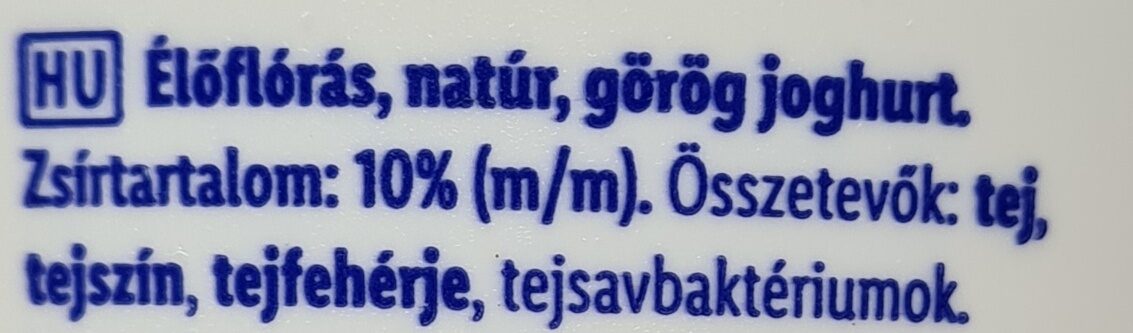 HU Élőflórás, natúr, görög joghurt.
Zsírtartalom: 10% (m/m). Összetevők: tej,
tejszín, tejfehérje, tejsavbaktériumok.